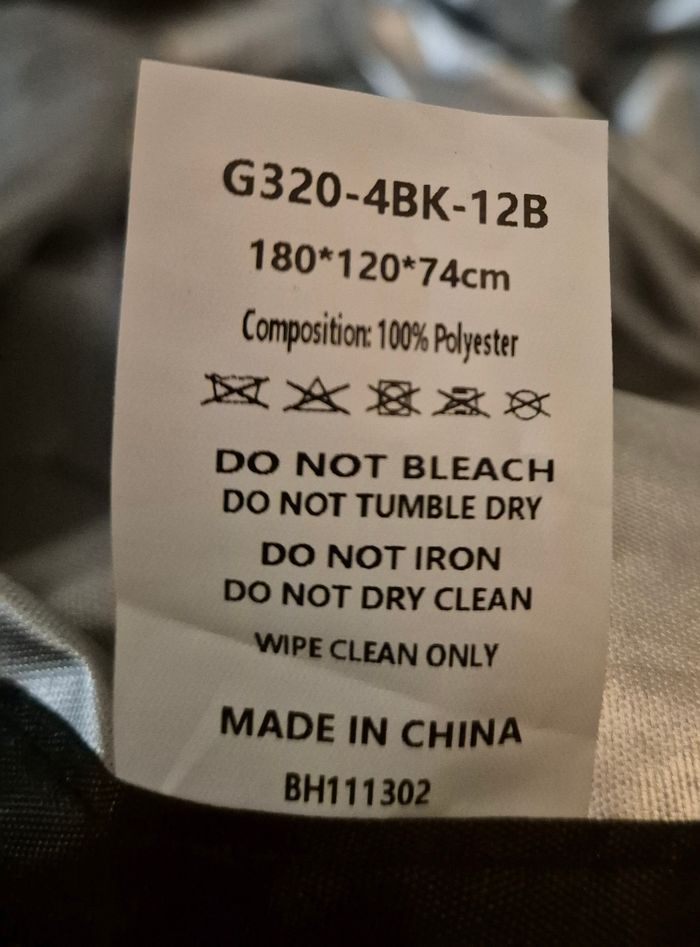 G320-4BK-12B
180*120*74cm
Composition: 100% Polyester
DO NOT BLEACH
DO NOT TUMBLE DRY
DO NOT IRON
DO NOT DRY CLEAN
WIPE CLEAN ONLY
MADE IN CHINA
BH111302